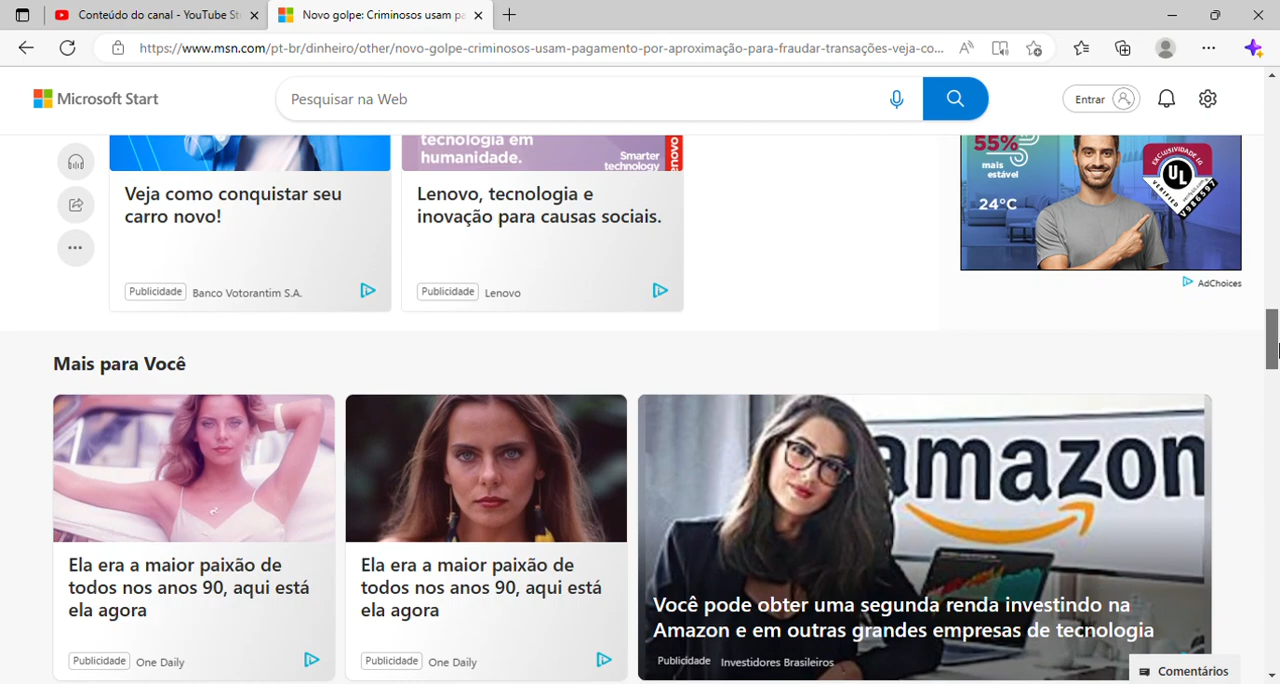 Conteúdo do canal - YouTube St
Novo golpe: Criminosos usam pa
https://www.msn.com/pt-br/dinheiro/other/novo-golpe-criminosos-usam-pagamento-por-aproximação-para-fraudar-transações-veja-co...
Microsoft Start
Pesquisar na Web
Entrar
tecnologia em
humanidade.
Smarter
technology
Lenovo
55%
mais
estável
24°C
EXCLUSIVIDADE LG
UL
VERIFIED
V986597
Veja como conquistar seu
carro novo!
Publicidade Banco Votorantim S.A.
Lenovo, tecnologia e
inovação para causas sociais.
Publicidade Lenovo
AdChoices
Mais para Você
Ela era a maior paixão de
todos nos anos 90, aqui está
ela agora
Publicidade One Daily
Ela era a maior paixão de
todos nos anos 90, aqui está
ela agora
Publicidade One Daily
amazon
Você pode obter uma segunda renda investindo na
Amazon e em outras grandes empresas de tecnologia
Publicidade Investidores Brasileiros
Comentários